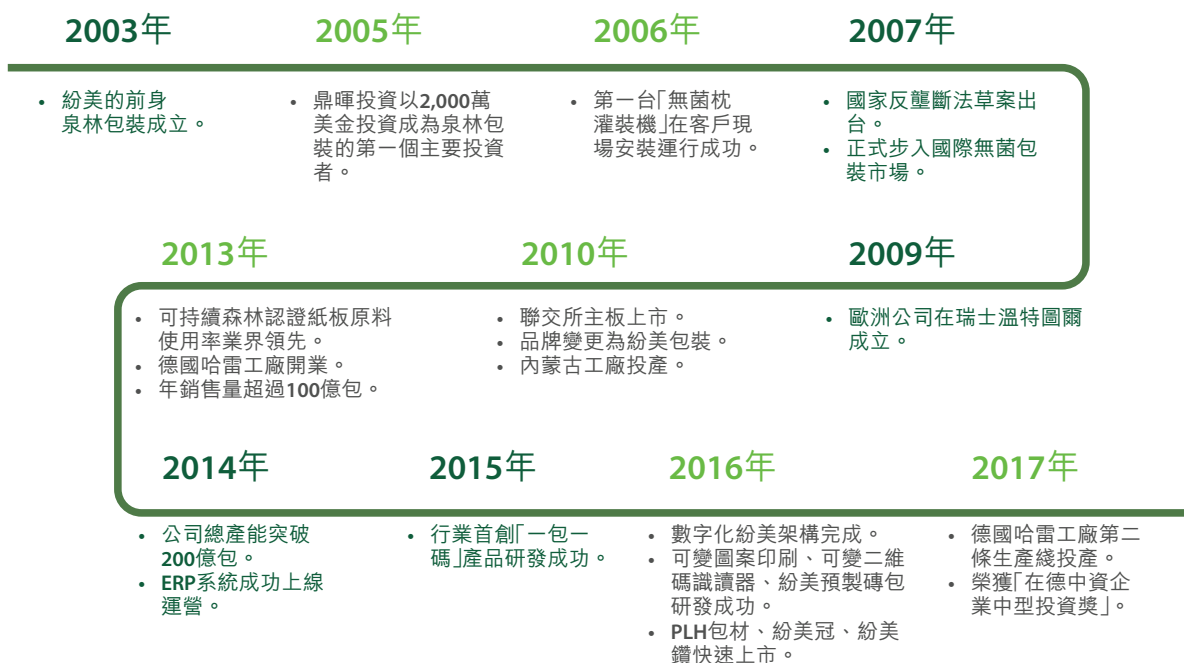 2003年
• 紛美的前身
泉林包裝成立。
2005年
• 鼎暉投資以2,000萬
美金投資成為泉林包
裝的第一個主要投資
者。
2006年
• 第一台「無菌枕
灌裝機」在客戶現
場安裝運行成功。
2007年
• 國家反壟斷法草案出
台。
• 正式步入國際無菌包
裝市場。
2009年
• 歐洲公司在瑞士溫特圖爾
成立。
2010年
• 聯交所主板上市。
• 品牌變更為紛美包裝。
• 內蒙古工廠投產。
2013年
• 可持續森林認證紙板原料
使用率業界領先。
• 德國哈雷工廠開業。
• 年銷售量超過100億包。
2014年
• 公司總產能突破
200億包。
• ERP系統成功上線
運營。
2015年
• 行業首創「一包一
碼」產品研發成功。
2016年
• 數字化紛美架構完成。
• 可變圖案印刷、可變二維
碼識讀器、紛美預製磚包
研發成功。
• PLH包材、紛美冠、紛美
鑽快速上市。
2017年
• 德國哈雷工廠第二
條生產綫投產。
• 榮獲「在德中資企
業中型投資獎」。